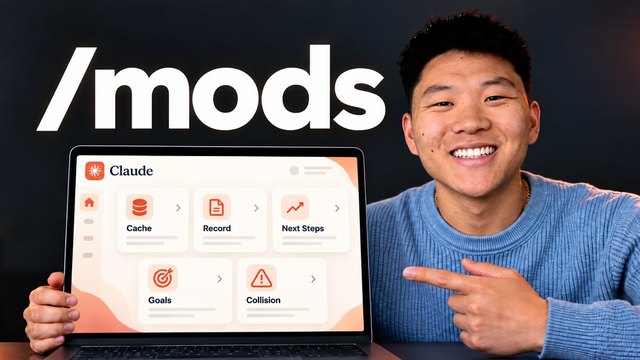 /mods
Claude
Cache
Record
Next Steps
Goals
Collision